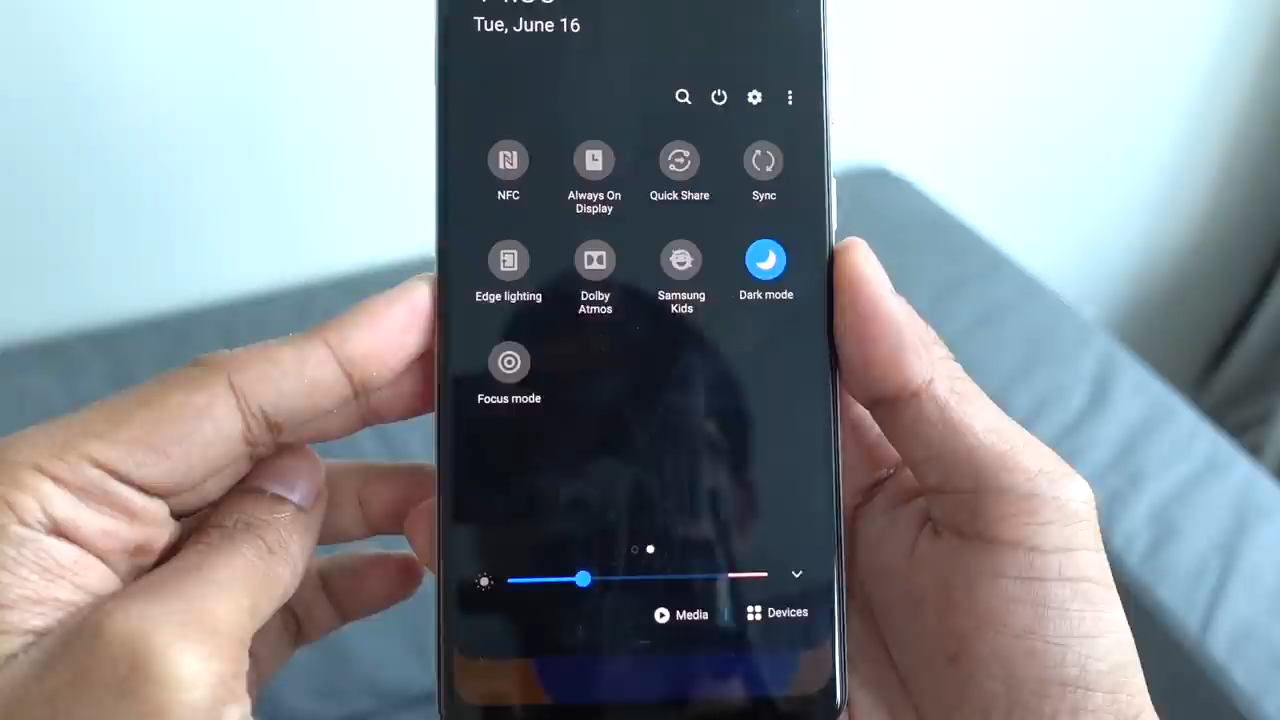 Tue, June 16
NFC
Always On
Display
Quick Share
Sync
Edge lighting
Dolby
Atmos
Samsung
Kids
Dark mode
Focus mode
Media
Devices